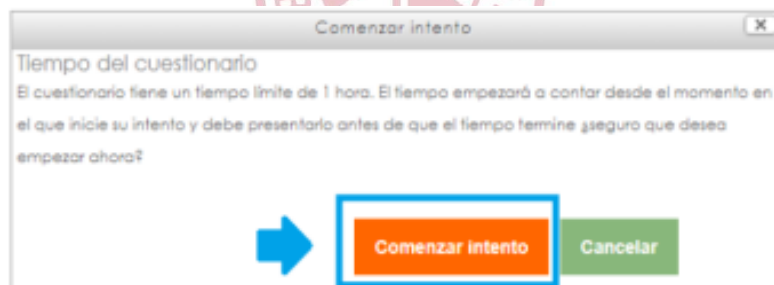 Comenzar intento
Tiempo del cuestionario
El cuestionario tiene un tiempo límite de 1 hora. El tiempo empezará a contar desde el momento en
el que inicie su intento y debe presentarlo antes de que el tiempo termine ¿seguro que desea
empezar ahora?
Comenzar intento Cancelar